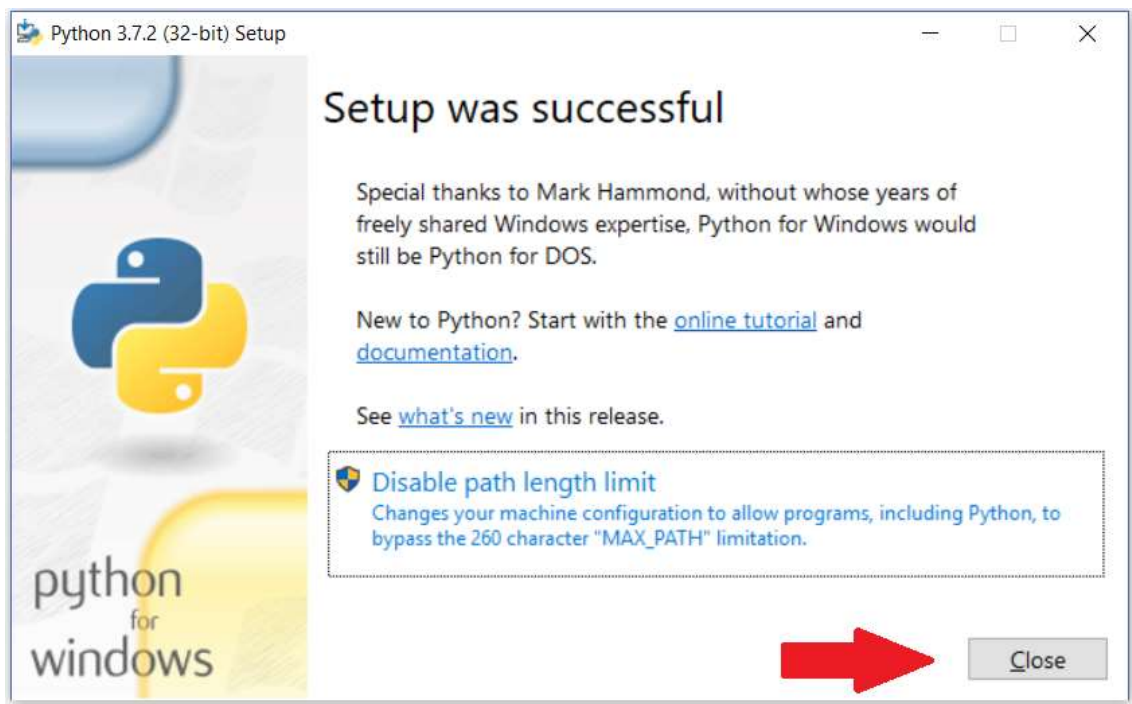 Python 3.7.2 (32-bit) Setup
Setup was successful
Special thanks to Mark Hammond, without whose years of
freely shared Windows expertise, Python for Windows would
still be Python for DOS.
New to Python? Start with the online tutorial and
documentation.
See what's new in this release.
Disable path length limit
Changes your machine configuration to allow programs, including Python, to
bypass the 260 character "MAX_PATH" limitation.
python
for
windows
Close